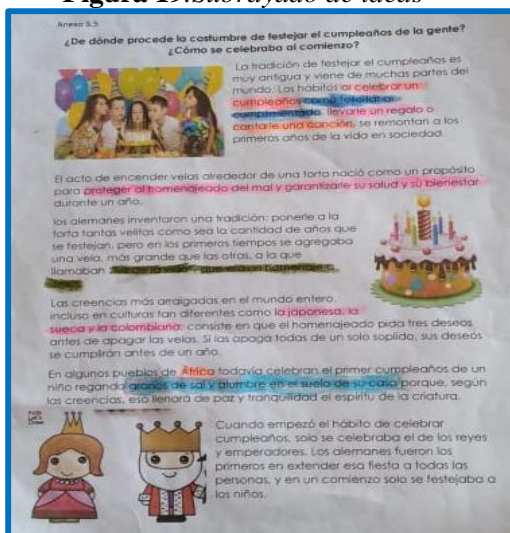 Figura 19. Subrayado de ideas
Anexo 5.5
¿De dónde procede la costumbre de festejar el cumpleaños de la gente?
¿Cómo se celebraba al comienzo?
La tradición de festejar el cumpleaños es
muy antigua y viene de muchas partes del
mundo. Los hábitos al celebrar un
cumpleaños como felicitar al
cumplimentado, llevarle un regalo o
cantarle una canción, se remontan a los
primeros años de la vida en sociedad.
El acto de encender velas alrededor de una torta nació como un propósito
para proteger al homenajeado del mal y garantizarle su salud y su bienestar
durante un año.
los alemanes inventaron una tradición: ponerle a la
torta tantas velitas como sea la cantidad de años que
se festejan, pero en los primeros tiempos se agregaba
una vela, más grande que las otras, a la que
llamaban
Las creencias más arraigadas en el mundo entero,
incluso en culturas tan diferentes como la japonesa, la
sueca y la colombiana: consiste en que el homenajeado pida tres deseos
antes de apagar las velas. Si las apaga todas de un solo soplido, sus deseos
se cumplirán antes de un año.
En algunos pueblos de África todavía celebran el primer cumpleaños de un
niño regando granos de sal y alumbre en el suelo de su casa porque, según
las creencias, eso llenará de paz y tranquilidad el espíritu de la criatura.
Cuando empezó el hábito de celebrar
cumpleaños, solo se celebraba el de los reyes
y emperadores. Los alemanes fueron los
primeros en extender esa fiesta a todas las
personas, y en un comienzo solo se festejaba a
los niños.